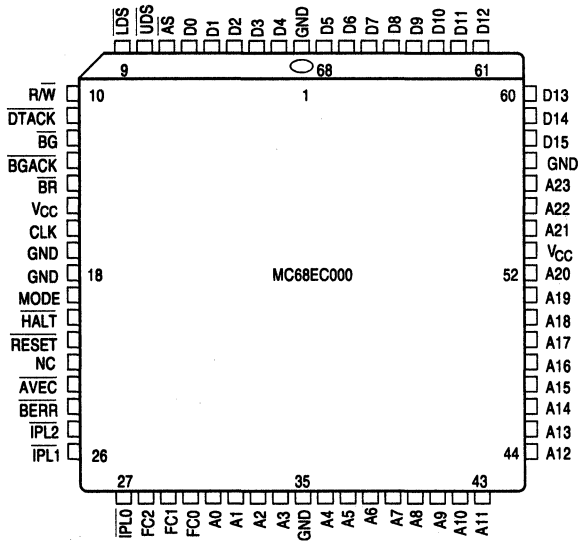 LDS UDS AS D0 D1 D2 D3 D4 GND D5 D6 D7 D8 D9 D10 D11 D12
9 68 61
R/W 10 1 60 D13
DTACK D14
BG D15
BGACK GND
BR A23
VCC A22
CLK A21
GND VCC
GND 18 MC68EC000 52 A20
MODE A19
HALT A18
RESET A17
NC A16
AVEC A15
BERR A14
IPL2 A13
IPL1 26 44 A12
27 35 43
IPL0 FC2 FC1 FC0 A0 A1 A2 A3 GND A4 A5 A6 A7 A8 A9 A10 A11